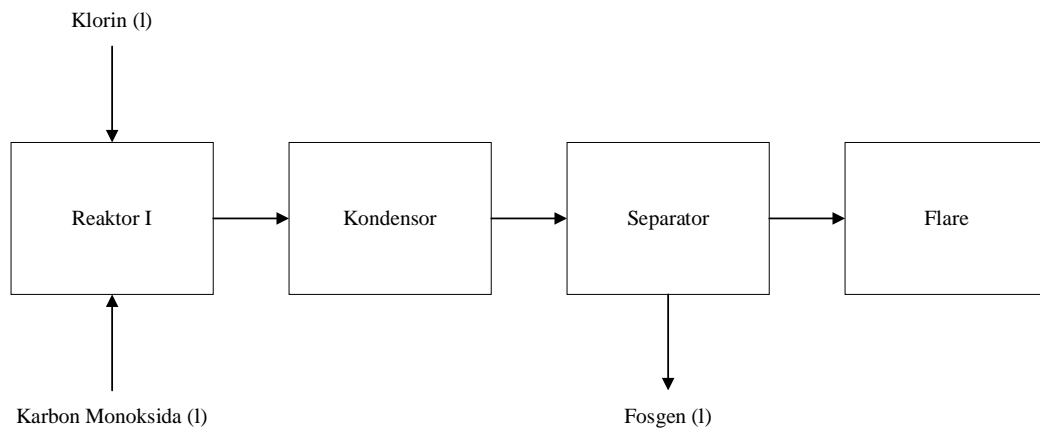 Klorin (l)
Reaktor I
Kondensor
Separator
Flare
Karbon Monoksida (l)
Fosgen (l)